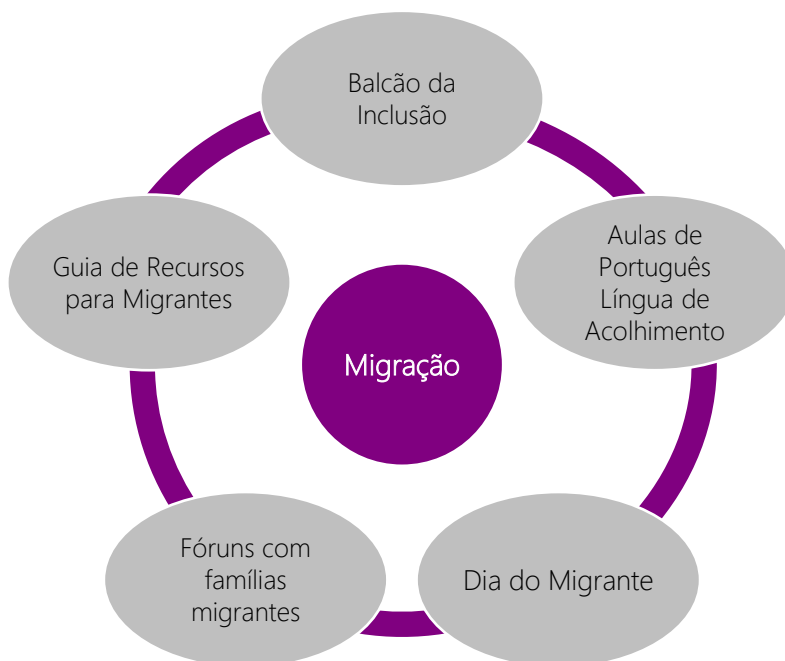 Balcão da
Inclusão
Aulas de
Português
Língua de
Acolhimento
Dia do Migrante
Fóruns com
famílias
migrantes
Guia de Recursos
para Migrantes
Migração